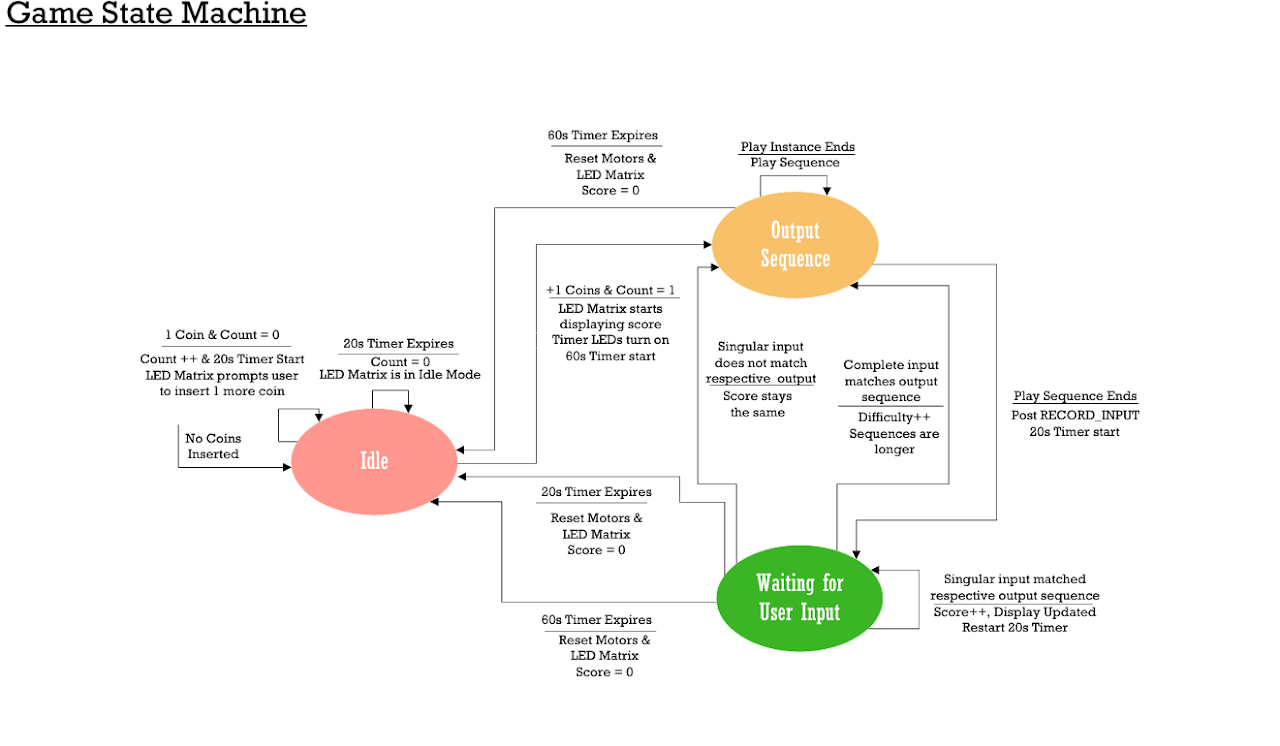 Game State Machine
60s Timer Expires
Reset Motors &
LED Matrix
Score = 0
Play Instance Ends
Play Sequence
Output
Sequence
+1 Coins & Count = 1
LED Matrix starts
displaying score
Timer LEDs turn on
60s Timer start
1 Coin & Count = 0
Count ++ & 20s Timer Start
LED Matrix prompts user
to insert 1 more coin
20s Timer Expires
Count = 0
LED Matrix is in Idle Mode
Singular input
does not match
respective output
Score stays
the same
Complete input
matches output
sequence
Difficulty++
Sequences are
longer
Play Sequence Ends
Post RECORD_INPUT
20s Timer start
No Coins
Inserted
Idle
20s Timer Expires
Reset Motors &
LED Matrix
Score = 0
Waiting for
User Input
Singular input matched
respective output sequence
Score++, Display Updated
Restart 20s Timer
60s Timer Expires
Reset Motors &
LED Matrix
Score = 0